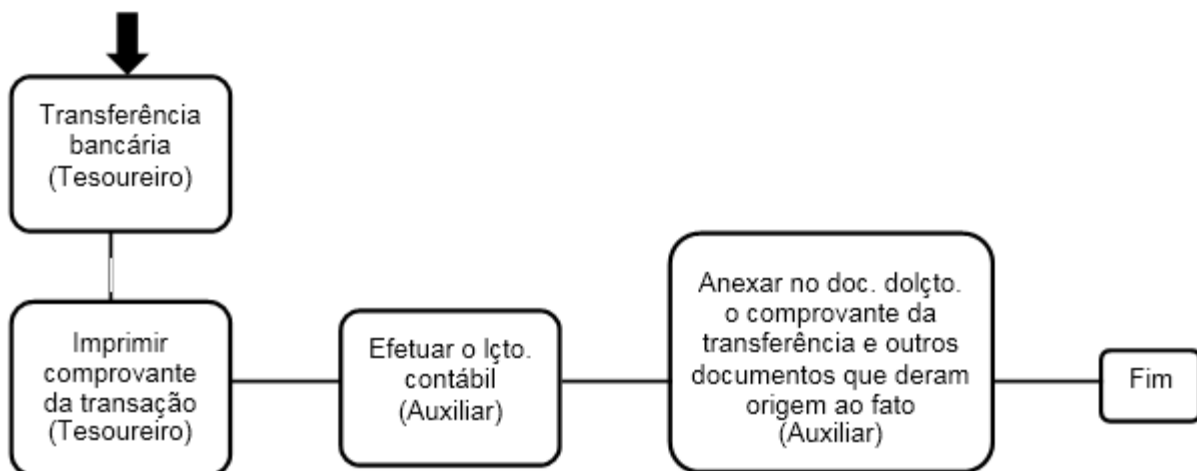 Transferência
bancária
(Tesoureiro)
Imprimir
comprovante
da transação
(Tesoureiro)
Efetuar o lçto.
contábil
(Auxiliar)
Anexar no doc. dolçto.
o comprovante da
transferência e outros
documentos que deram
origem ao fato
(Auxiliar)
Fim